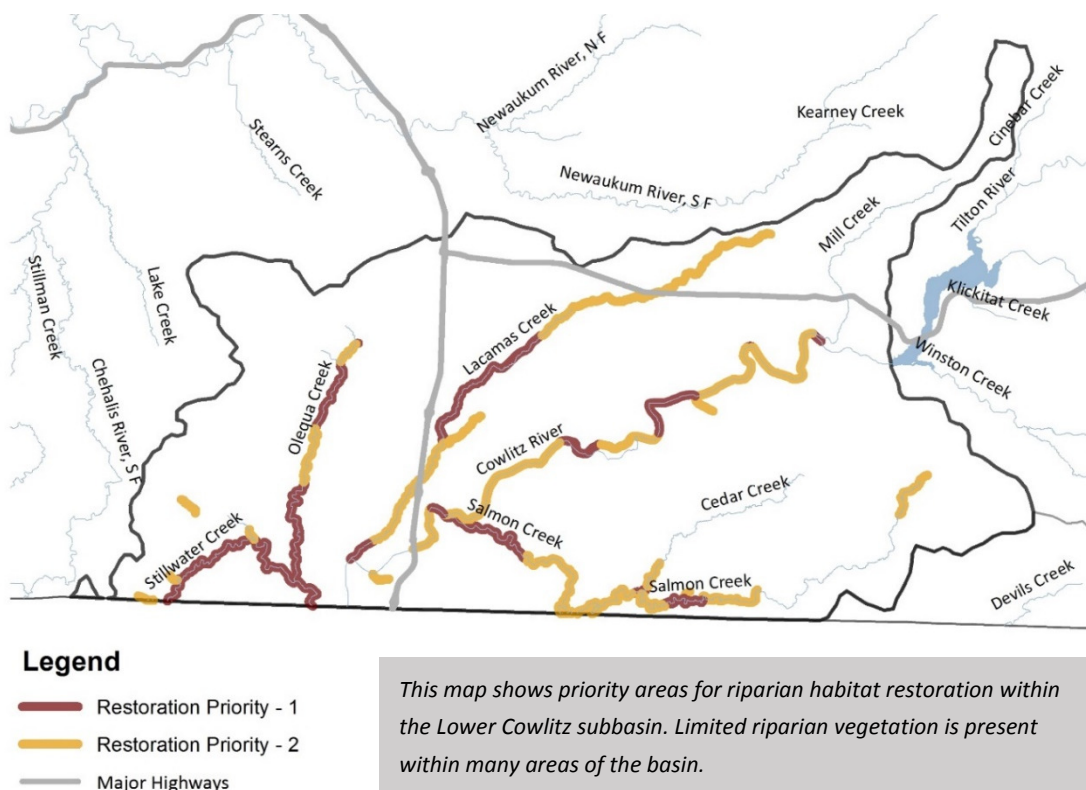 Newaukum River, N F
Kearney Creek
Cinebar Creek
Stearns Creek
Newaukum River, S F
Mill Creek
Tilton River
Stillman Creek
Lake Creek
Klickitat Creek
Lacamas Creek
Winston Creek
Chehalis River, S F
Olequa Creek
Cowlitz River
Cedar Creek
Salmon Creek
Stillwater Creek
Salmon Creek
Devils Creek
Legend
Restoration Priority - 1
Restoration Priority - 2
Major Highways
This map shows priority areas for riparian habitat restoration within
the Lower Cowlitz subbasin. Limited riparian vegetation is present
within many areas of the basin.